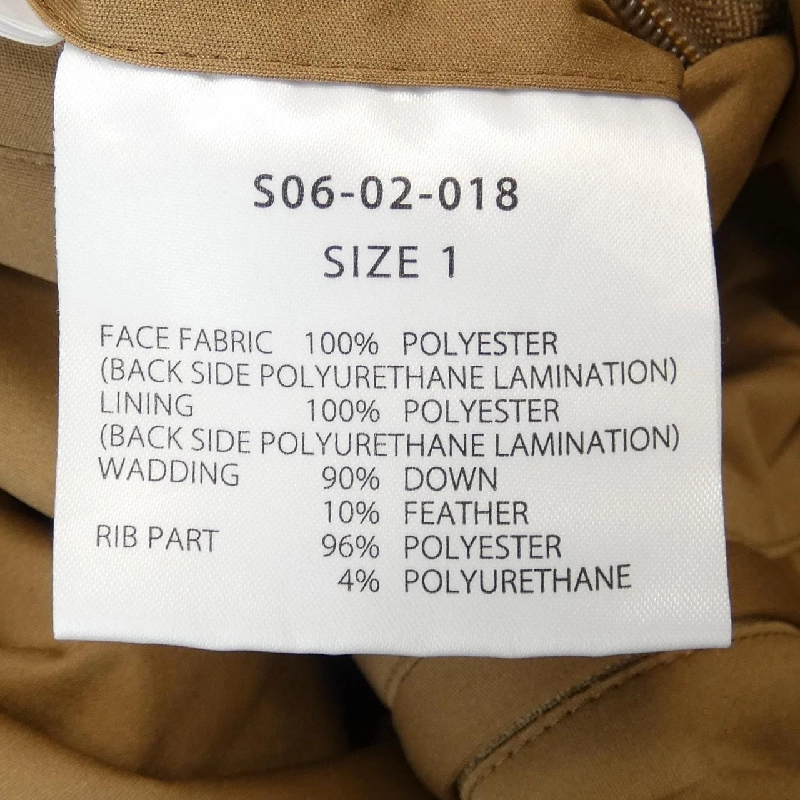 S06-02-018
SIZE 1
FACE FABRIC 100% POLYESTER
(BACK SIDE POLYURETHANE LAMINATION)
LINING 100% POLYESTER
(BACK SIDE POLYURETHANE LAMINATION)
WADDING 90% DOWN
10% FEATHER
RIB PART 96% POLYESTER
4% POLYURETHANE